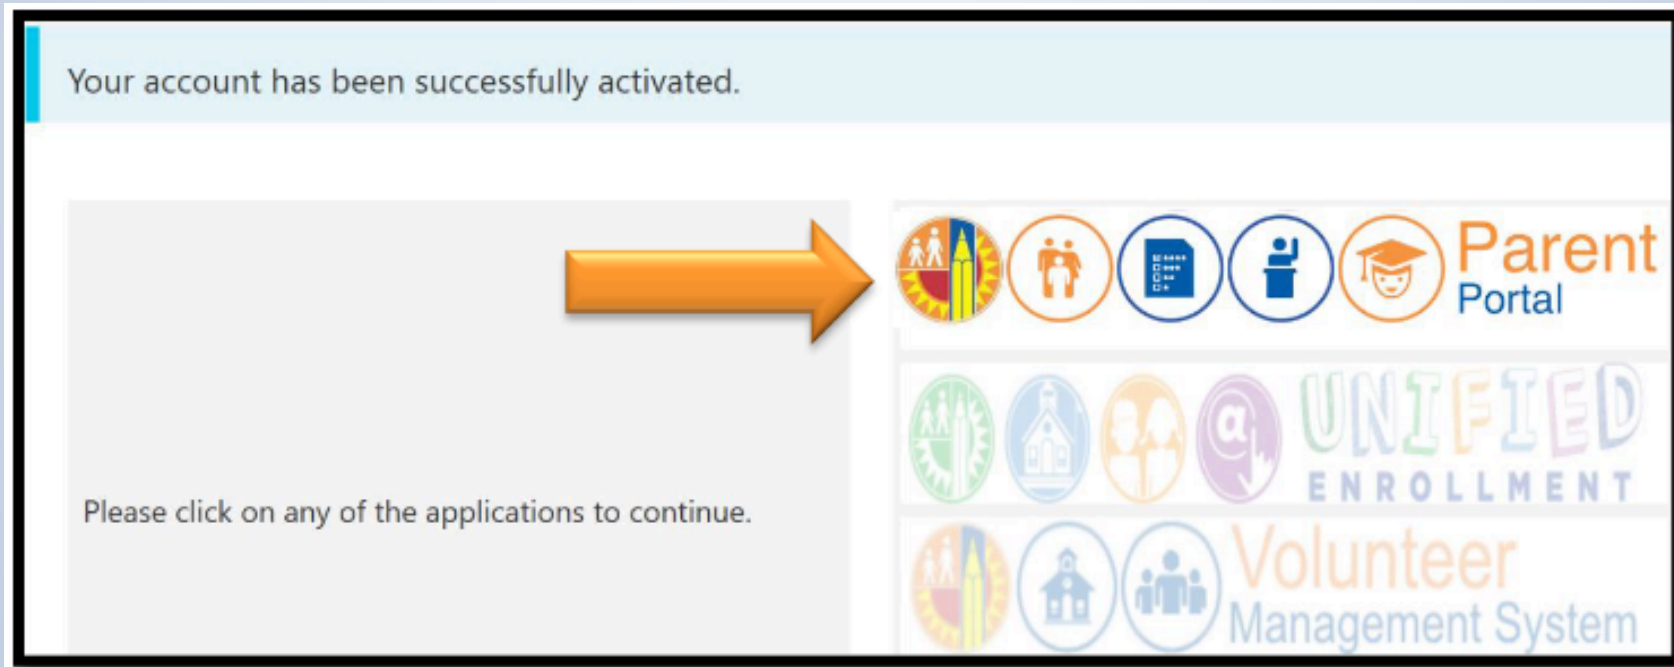 Your account has been successfully activated.
Parent
Portal
UNIFIED
ENROLLMENT
Please click on any of the applications to continue.
Volunteer
Management System